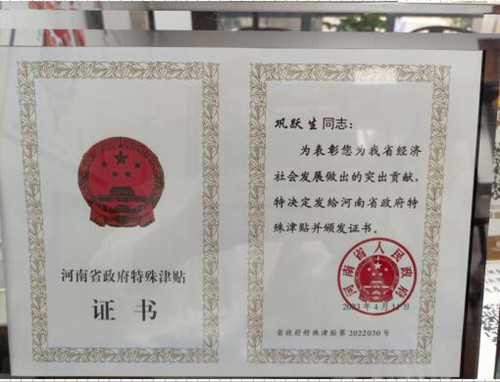 河南省政府特殊津贴
证书
巩跃生同志:
为表彰您为我省经济
社会发展做出的突出贡献,
特决定发给河南省政府特
殊津贴并颁发证书。
河南省人民政府
2023年4月11日
省政府特殊津贴第2022030号